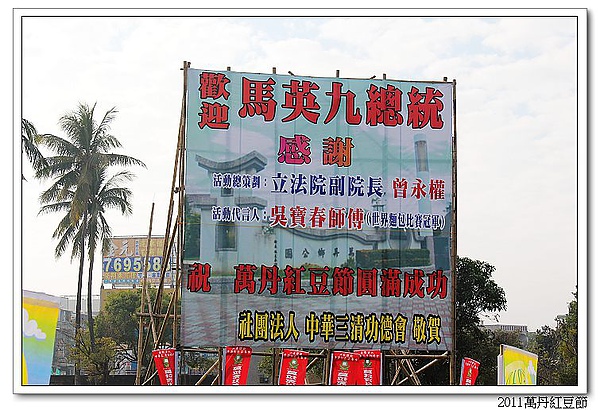 歡迎 馬英九總統
感謝
活動總策劃：立法院副院長 曾永權
活動代言人：吳寶春師傅(世界麵包比賽冠軍)
祝 萬丹紅豆節圓滿成功
社團法人 中華三清功德會 敬賀
769558
2011萬丹紅豆節